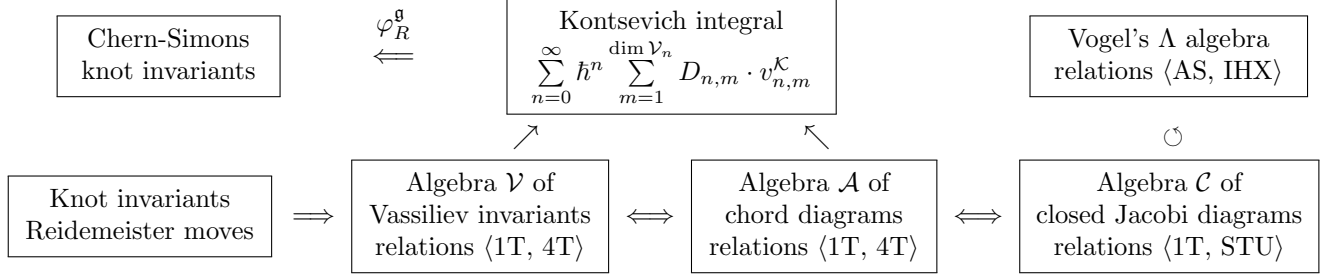 Chern-Simons
knot invariants
φ_R^𝔤
⟸
Kontsevich integral
∑_{n=0}^{∞} ħ^n ∑_{m=1}^{dim 𝒱_n} D_{n,m} · v_{n,m}^𝒦
Vogel's Λ algebra
relations ⟨AS, IHX⟩
↗
↖
↺
Knot invariants
Reidemeister moves
⟹
Algebra 𝒱 of
Vassiliev invariants
relations ⟨1T, 4T⟩
⟺
Algebra 𝒜 of
chord diagrams
relations ⟨1T, 4T⟩
⟺
Algebra 𝒞 of
closed Jacobi diagrams
relations ⟨1T, STU⟩